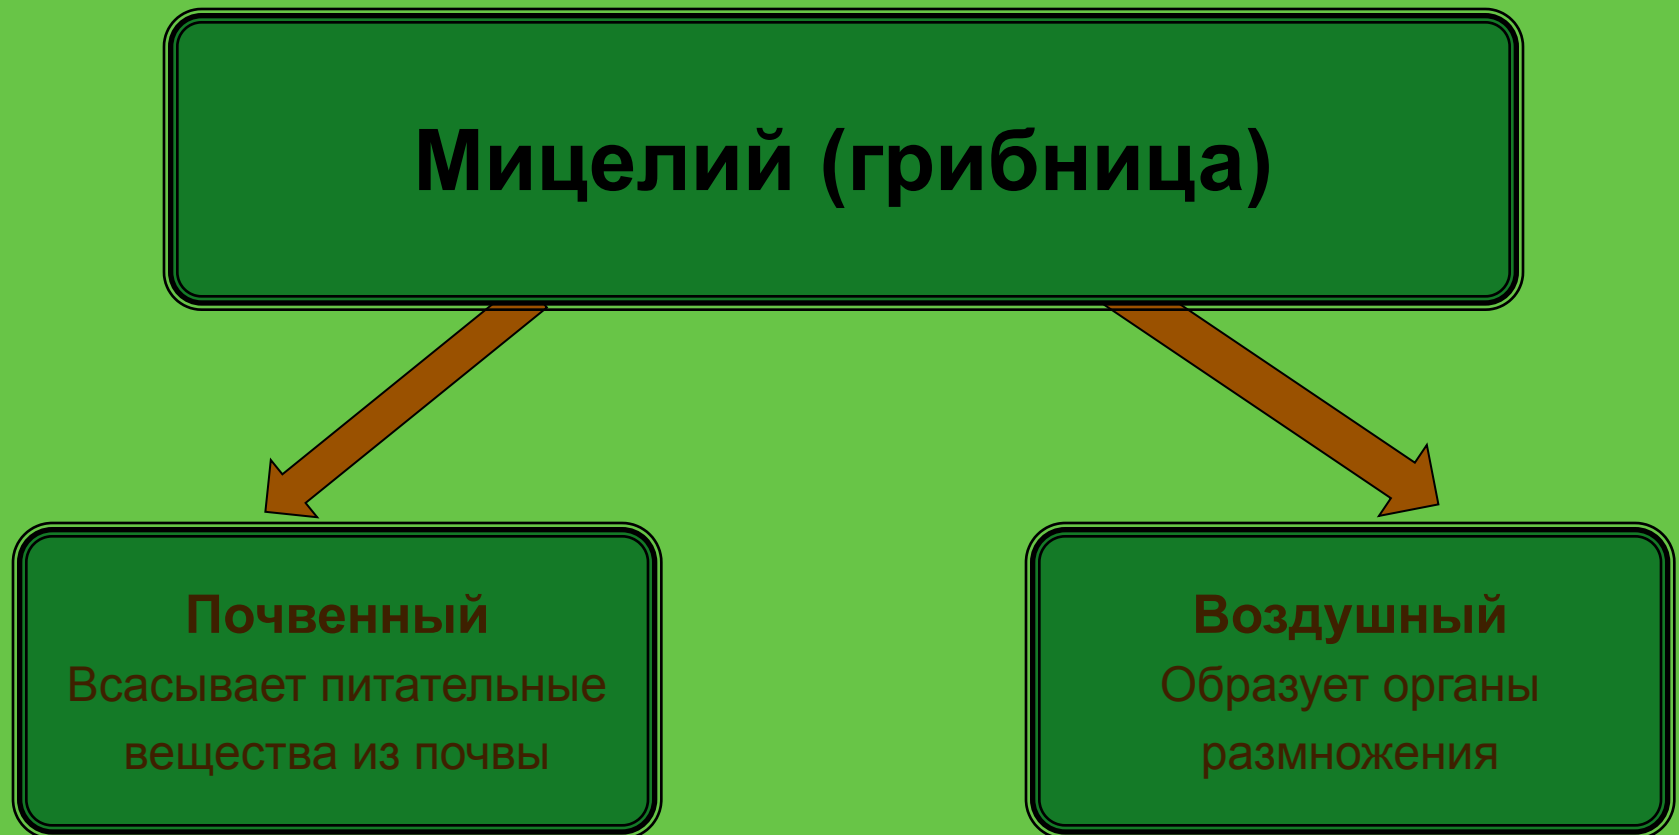 Мицелий (грибница)
Почвенный
Всасывает питательные
вещества из почвы
Воздушный
Образует органы
размножения